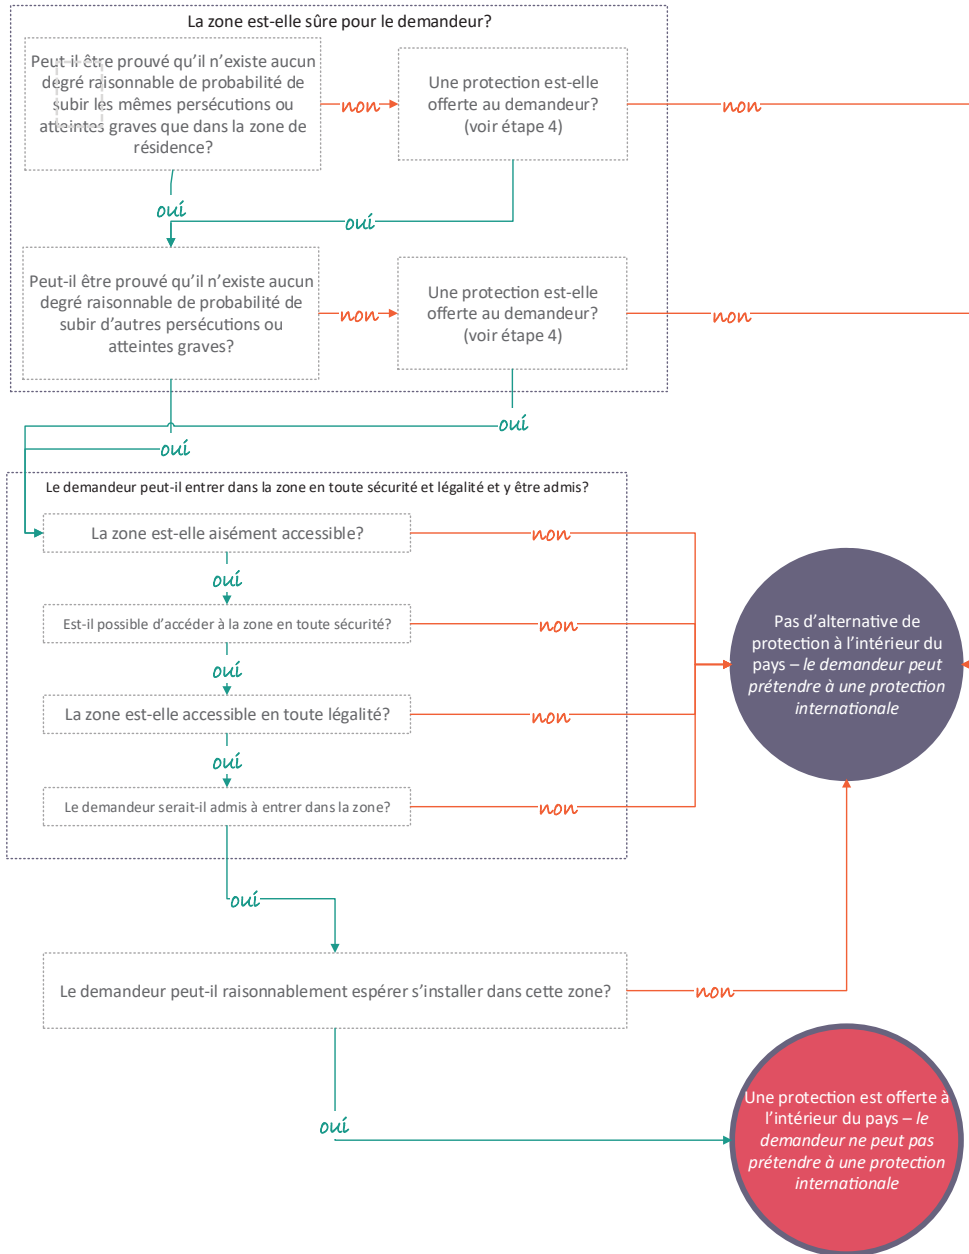 La zone est-elle sûre pour le demandeur?
Peut-il être prouvé qu’il n’existe aucun
degré raisonnable de probabilité de
subir les mêmes persécutions ou
atteintes graves que dans la zone de
résidence?
non
Une protection est-elle
offerte au demandeur?
(voir étape 4)
non
oui
oui
Peut-il être prouvé qu’il n’existe aucun
degré raisonnable de probabilité de
subir d’autres persécutions ou
atteintes graves?
non
Une protection est-elle
offerte au demandeur?
(voir étape 4)
non
oui
oui
Le demandeur peut-il entrer dans la zone en toute sécurité et légalité et y être admis?
La zone est-elle aisément accessible?
non
oui
Est-il possible d’accéder à la zone en toute sécurité?
non
oui
La zone est-elle accessible en toute légalité?
non
oui
Le demandeur serait-il admis à entrer dans la zone?
non
Pas d’alternative de
protection à l’intérieur du
pays – le demandeur peut
prétendre à une protection
internationale
oui
Le demandeur peut-il raisonnablement espérer s’installer dans cette zone?
non
oui
Une protection est offerte à
l’intérieur du pays – le
demandeur ne peut pas
prétendre à une protection
internationale